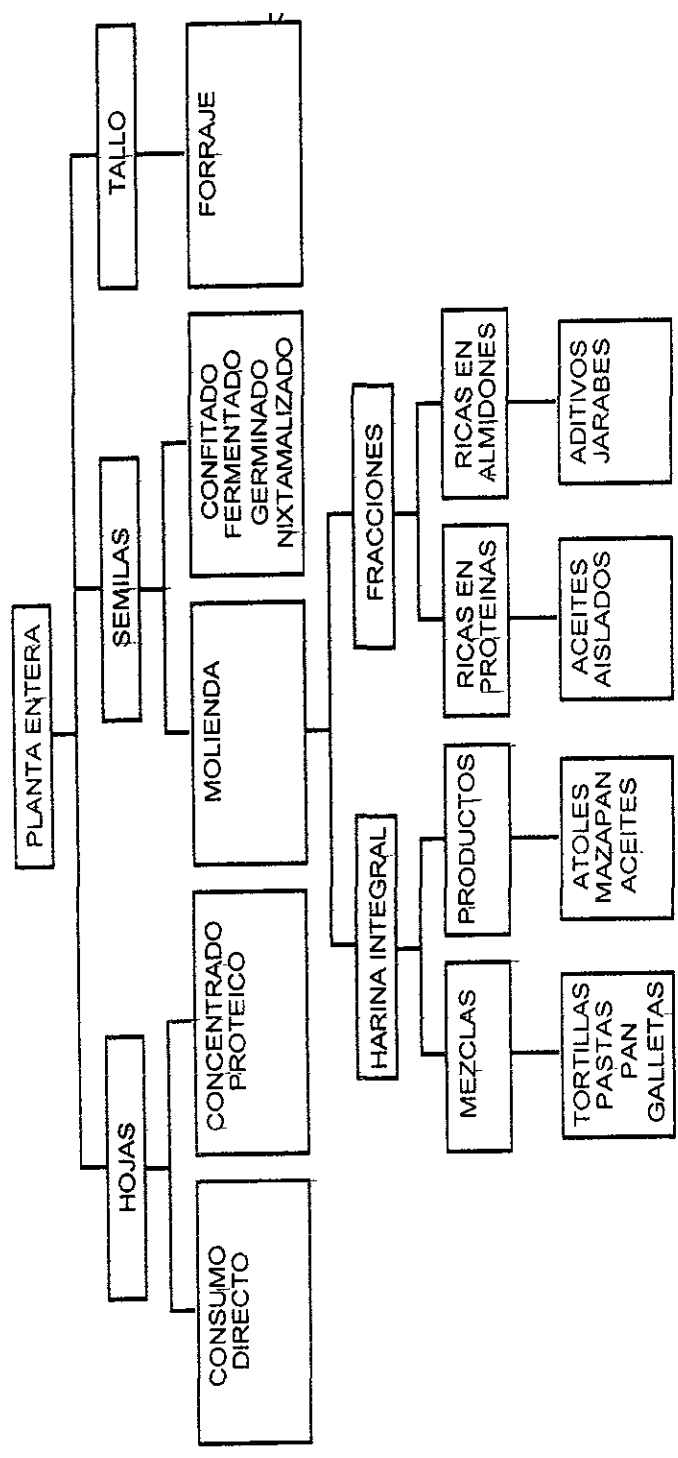 PLANTA ENTERA
HOJAS
SEMILAS
TALLO
CONSUMO
DIRECTO
CONCENTRADO
PROTEICO
MOLIENDA
CONFITADO
FERMENTADO
GERMINADO
NIXTAMALIZADO
FORRAJE
HARINA INTEGRAL
FRACCIONES
MEZCLAS
PRODUCTOS
RICAS EN
PROTEINAS
RICAS EN
ALMIDONES
TORTILLAS
PASTAS
PAN
GALLETAS
ATOLES
MAZAPAN
ACEITES
ACEITES
AISLADOS
ADITIVOS
JARABES